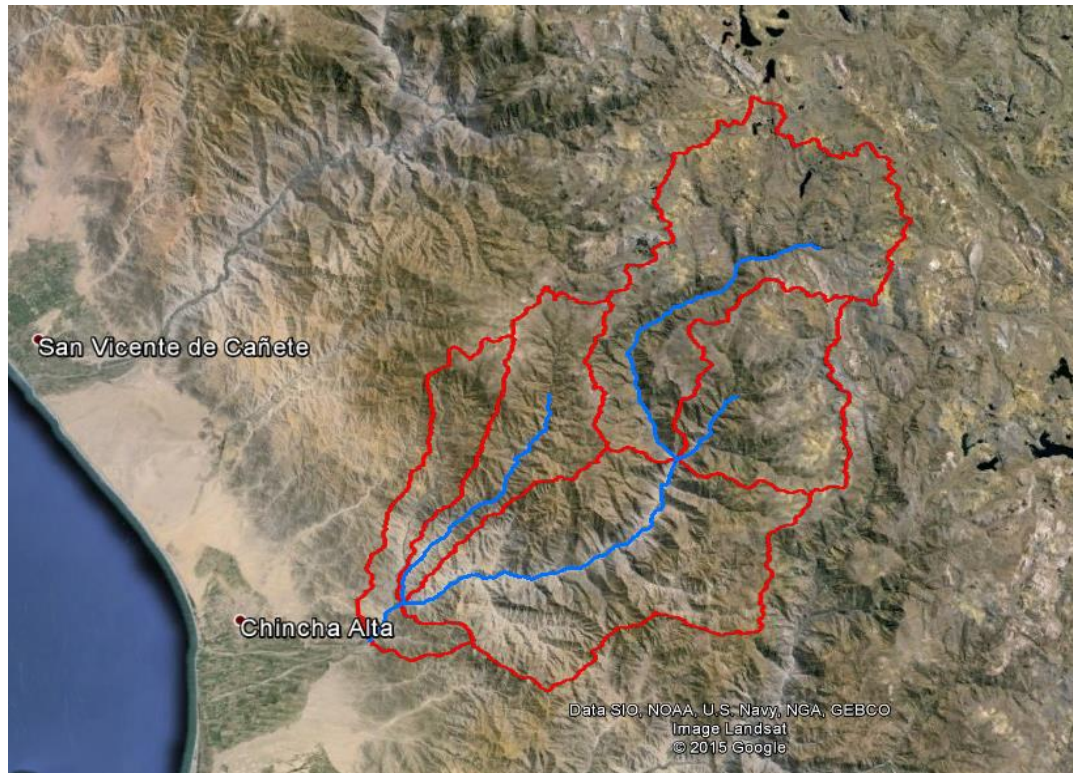 San Vicente de Cañete
Chincha Alta
Data SIO, NOAA, U.S. Navy, NGA, GEBCO
Image Landsat
© 2015 Google